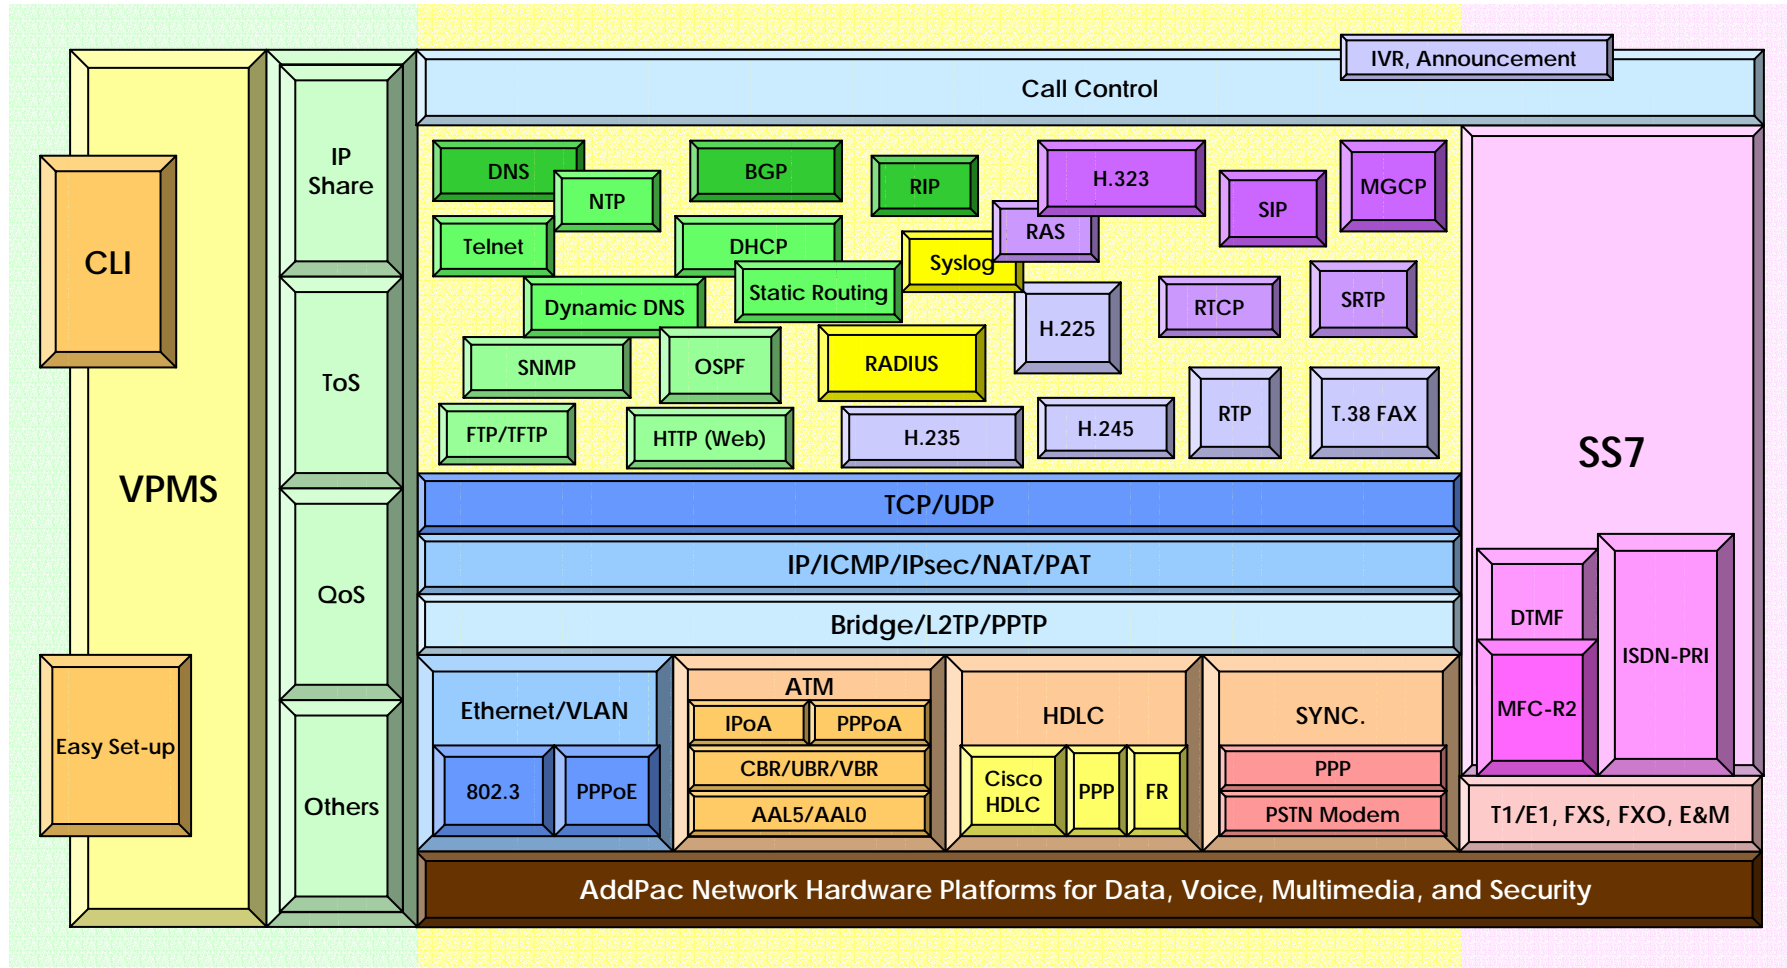 IVR, Announcement
Call Control
CLI
Easy Set-up
VPMS
IP
Share
ToS
QoS
Others
DNS
NTP
BGP
RIP
H.323
RAS
SIP
MGCP
Telnet
DHCP
Syslog
Static Routing
Dynamic DNS
H.225
RTCP
SRTP
SNMP
OSPF
RADIUS
FTP/TFTP
HTTP (Web)
H.235
H.245
RTP
T.38 FAX
TCP/UDP
IP/ICMP/IPsec/NAT/PAT
Bridge/L2TP/PPTP
Ethernet/VLAN
802.3
PPPoE
ATM
IPoA
PPPoA
CBR/UBR/VBR
AAL5/AAL0
HDLC
Cisco
HDLC
PPP
FR
SYNC.
PPP
PSTN Modem
SS7
DTMF
MFC-R2
ISDN-PRI
T1/E1, FXS, FXO, E&M
AddPac Network Hardware Platforms for Data, Voice, Multimedia, and Security